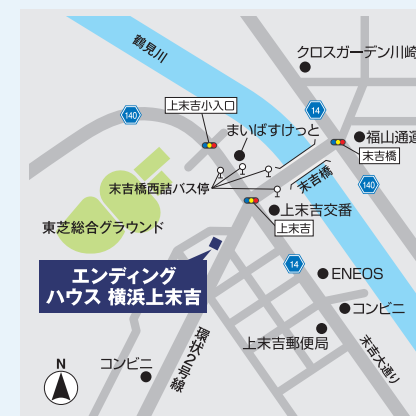 鶴見川
クロスガーデン川崎
140
上末吉小入口
14
まいばすけっと
福山通運
末吉橋
末吉橋
140
末吉橋西詰バス停
上末吉交番
上末吉
東芝総合グラウンド
14
エンディング
ハウス 横浜上末吉
ENEOS
コンビニ
環状2号線
上末吉郵便局
末吉大通り
コンビニ
N